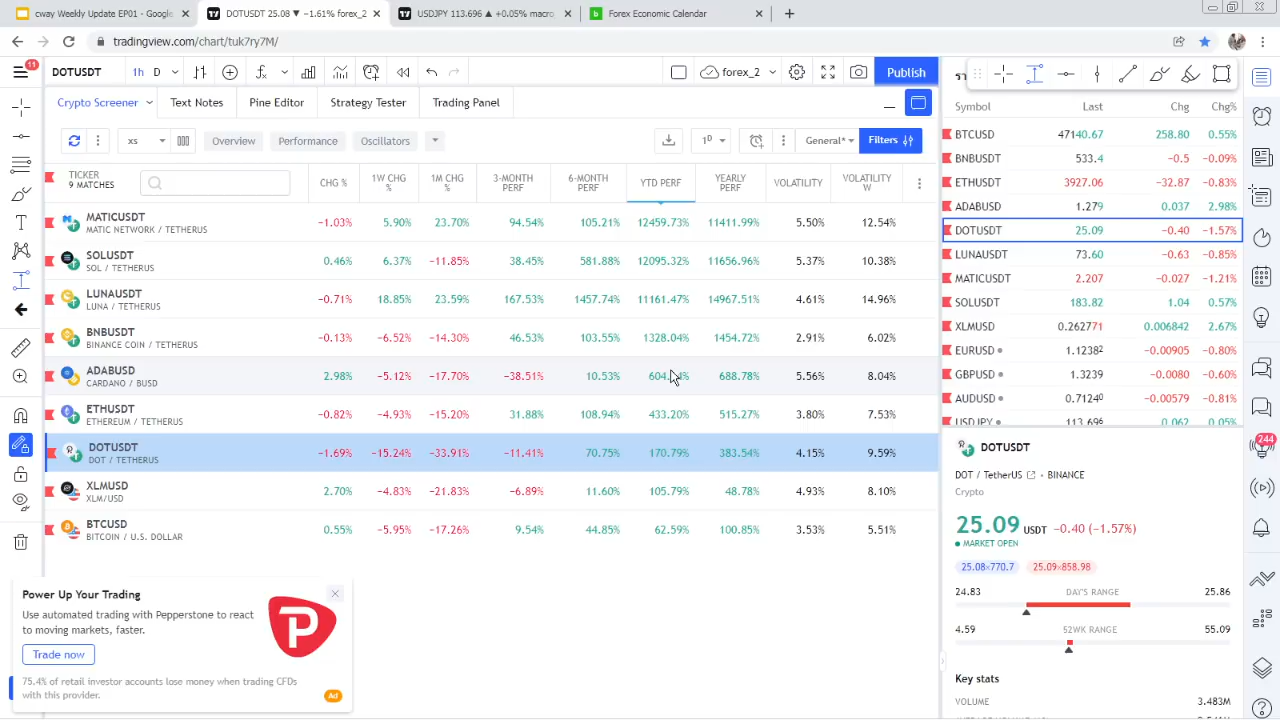 cway Weekly Update EP01 - Google
DOTUSDT 25.08 ▼ −1.61% forex_2
USDJPY 113.696 ▲ +0.05% macro
Forex Economic Calendar
tradingview.com/chart/tuk7ry7M/
11
DOTUSDT 1h D forex_2 Publish
Crypto Screener Text Notes Pine Editor Strategy Tester Trading Panel
xs Overview Performance Oscillators 1D General* Filters
TICKER
9 MATCHES
CHG % 1W CHG % 1M CHG % 3-MONTH PERF 6-MONTH PERF YTD PERF YEARLY PERF VOLATILITY VOLATILITY W
MATICUSDT −1.03% 5.90% 23.70% 94.54% 105.21% 12459.73% 11411.99% 5.50% 12.54%
MATIC NETWORK / TETHERUS
SOLUSDT 0.46% 6.37% −11.85% 38.45% 581.88% 12095.32% 11656.96% 5.37% 10.38%
SOL / TETHERUS
LUNAUSDT −0.71% 18.85% 23.59% 167.53% 1457.74% 11161.47% 14967.51% 4.61% 14.96%
LUNA / TETHERUS
BNBUSDT −0.13% −6.52% −14.30% 46.53% 103.55% 1328.04% 1454.72% 2.91% 6.02%
BINANCE COIN / TETHERUS
ADABUSD 2.98% −5.12% −17.70% −38.51% 10.53% 688.78% 5.56% 8.04%
CARDANO / BUSD
ETHUSDT −0.82% −4.93% −15.20% 31.88% 108.94% 433.20% 515.27% 3.80% 7.53%
ETHEREUM / TETHERUS
DOTUSDT −1.69% −15.24% −33.91% −11.41% 70.75% 170.79% 383.54% 4.15% 9.59%
DOT / TETHERUS
XLMUSD 2.70% −4.83% −21.83% −6.89% 11.60% 105.79% 48.78% 4.93% 8.10%
XLM/USD
BTCUSD 0.55% −5.95% −17.26% 9.54% 44.85% 62.59% 100.85% 3.53% 5.51%
BITCOIN / U.S. DOLLAR
Power Up Your Trading
Use automated trading with Pepperstone to react
to moving markets, faster.
Trade now
75.4% of retail investor accounts lose money when trading CFDs
with this provider.
Ad
Symbol Last Chg Chg%
BTCUSD 47140.67 258.80 0.55%
BNBUSDT 533.4 −0.5 −0.09%
ETHUSDT 3927.06 −32.87 −0.83%
ADABUSD 1.279 0.037 2.98%
DOTUSDT 25.09 −0.40 −1.57%
LUNAUSDT 73.60 −0.63 −0.85%
MATICUSDT 2.207 −0.027 −1.21%
SOLUSDT 183.82 1.04 0.57%
XLMUSD 0.262771 0.006842 2.67%
EURUSD 1.12382 −0.00905 −0.80%
GBPUSD 1.3239 −0.0080 −0.60%
AUDUSD 0.71240 −0.00579 −0.81%
USDJPY 113.696 0.062 0.05%
DOTUSDT
DOT / TetherUS • BINANCE
Crypto
25.09 USDT −0.40 (−1.57%)
MARKET OPEN
25.08×770.7 25.09×858.98
24.83 DAY'S RANGE 25.86
4.59 52WK RANGE 55.09
Key stats
VOLUME 3.483M
244